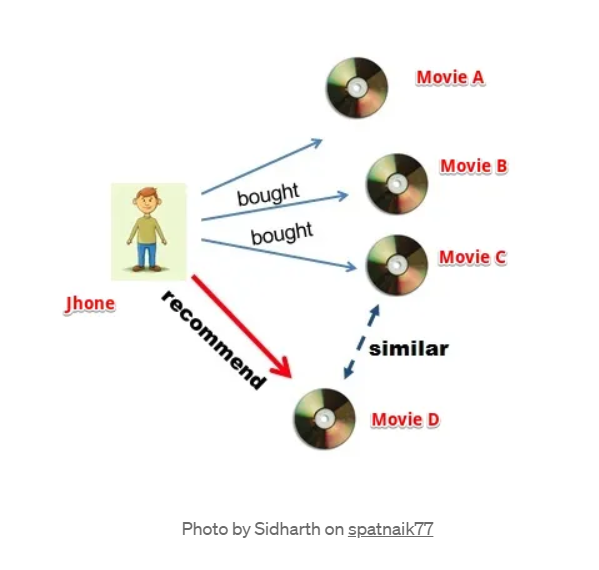 Movie A
Movie B
bought
bought
Movie C
Jhone
recommend
similar
Movie D
Photo by Sidharth on spatnaik77